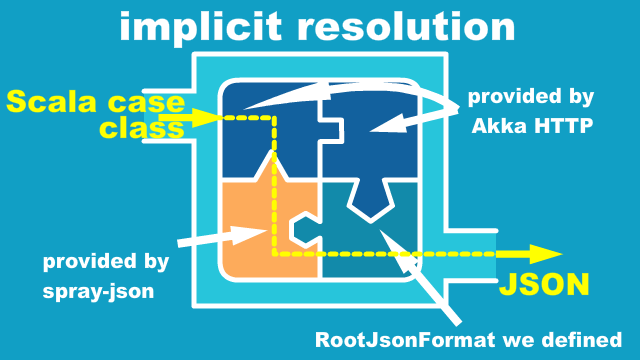 implicit resolution
Scala case
class
provided by
Akka HTTP
provided by
spray-json
JSON
RootJsonFormat we defined